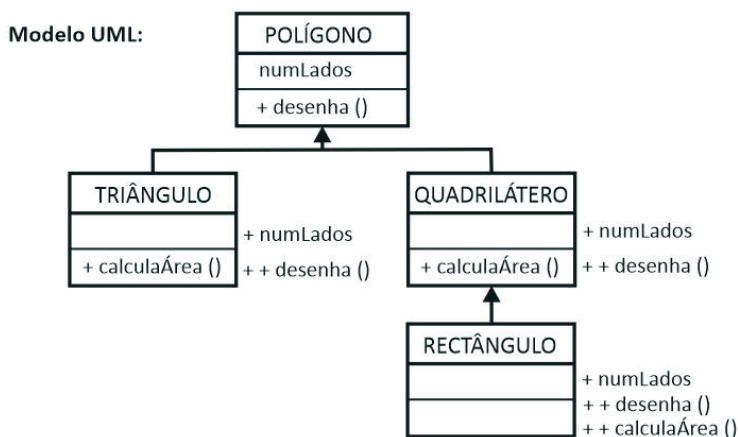 Modelo UML:
POLÍGONO
numLados
+ desenha ()
TRIÂNGULO
+ numLados
+ calculaÁrea ()
+ + desenha ()
QUADRILÁTERO
+ numLados
+ calculaÁrea ()
+ + desenha ()
RECTÂNGULO
+ numLados
+ + desenha ()
+ + calculaÁrea ()